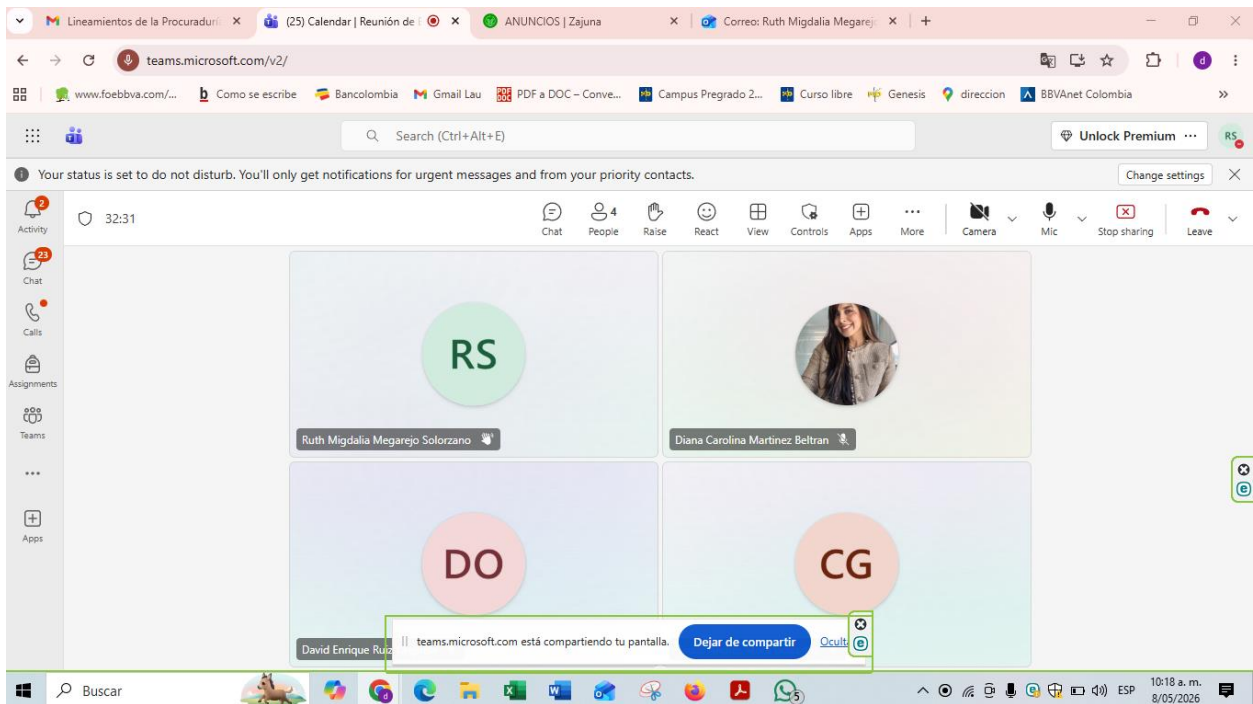 Lineamientos de la Procuradurí
(25) Calendar | Reunión de
ANUNCIOS | Zajuna
Correo: Ruth Migdalia Megarejo
teams.microsoft.com/v2/
www.foebbva.com/...
Como se escribe
Bancolombia
Gmail Lau
PDF a DOC – Conve...
Campus Pregrado 2...
Curso libre
Genesis
direccion
BBVAnet Colombia
d
Search (Ctrl+Alt+E)
Unlock Premium
RS
Your status is set to do not disturb. You'll only get notifications for urgent messages and from your priority contacts.
Change settings
2
Activity
23
Chat
Calls
Assignments
Teams
Apps
32:31
Chat
4
People
Raise
React
View
Controls
Apps
More
Camera
Mic
Stop sharing
Leave
RS
Ruth Migdalia Megarejo Solorzano
Diana Carolina Martinez Beltran
DO
David Enrique Ruiz
CG
teams.microsoft.com está compartiendo tu pantalla.
Dejar de compartir
Ocult
Buscar
5
ESP
10:18 a. m.
8/05/2026